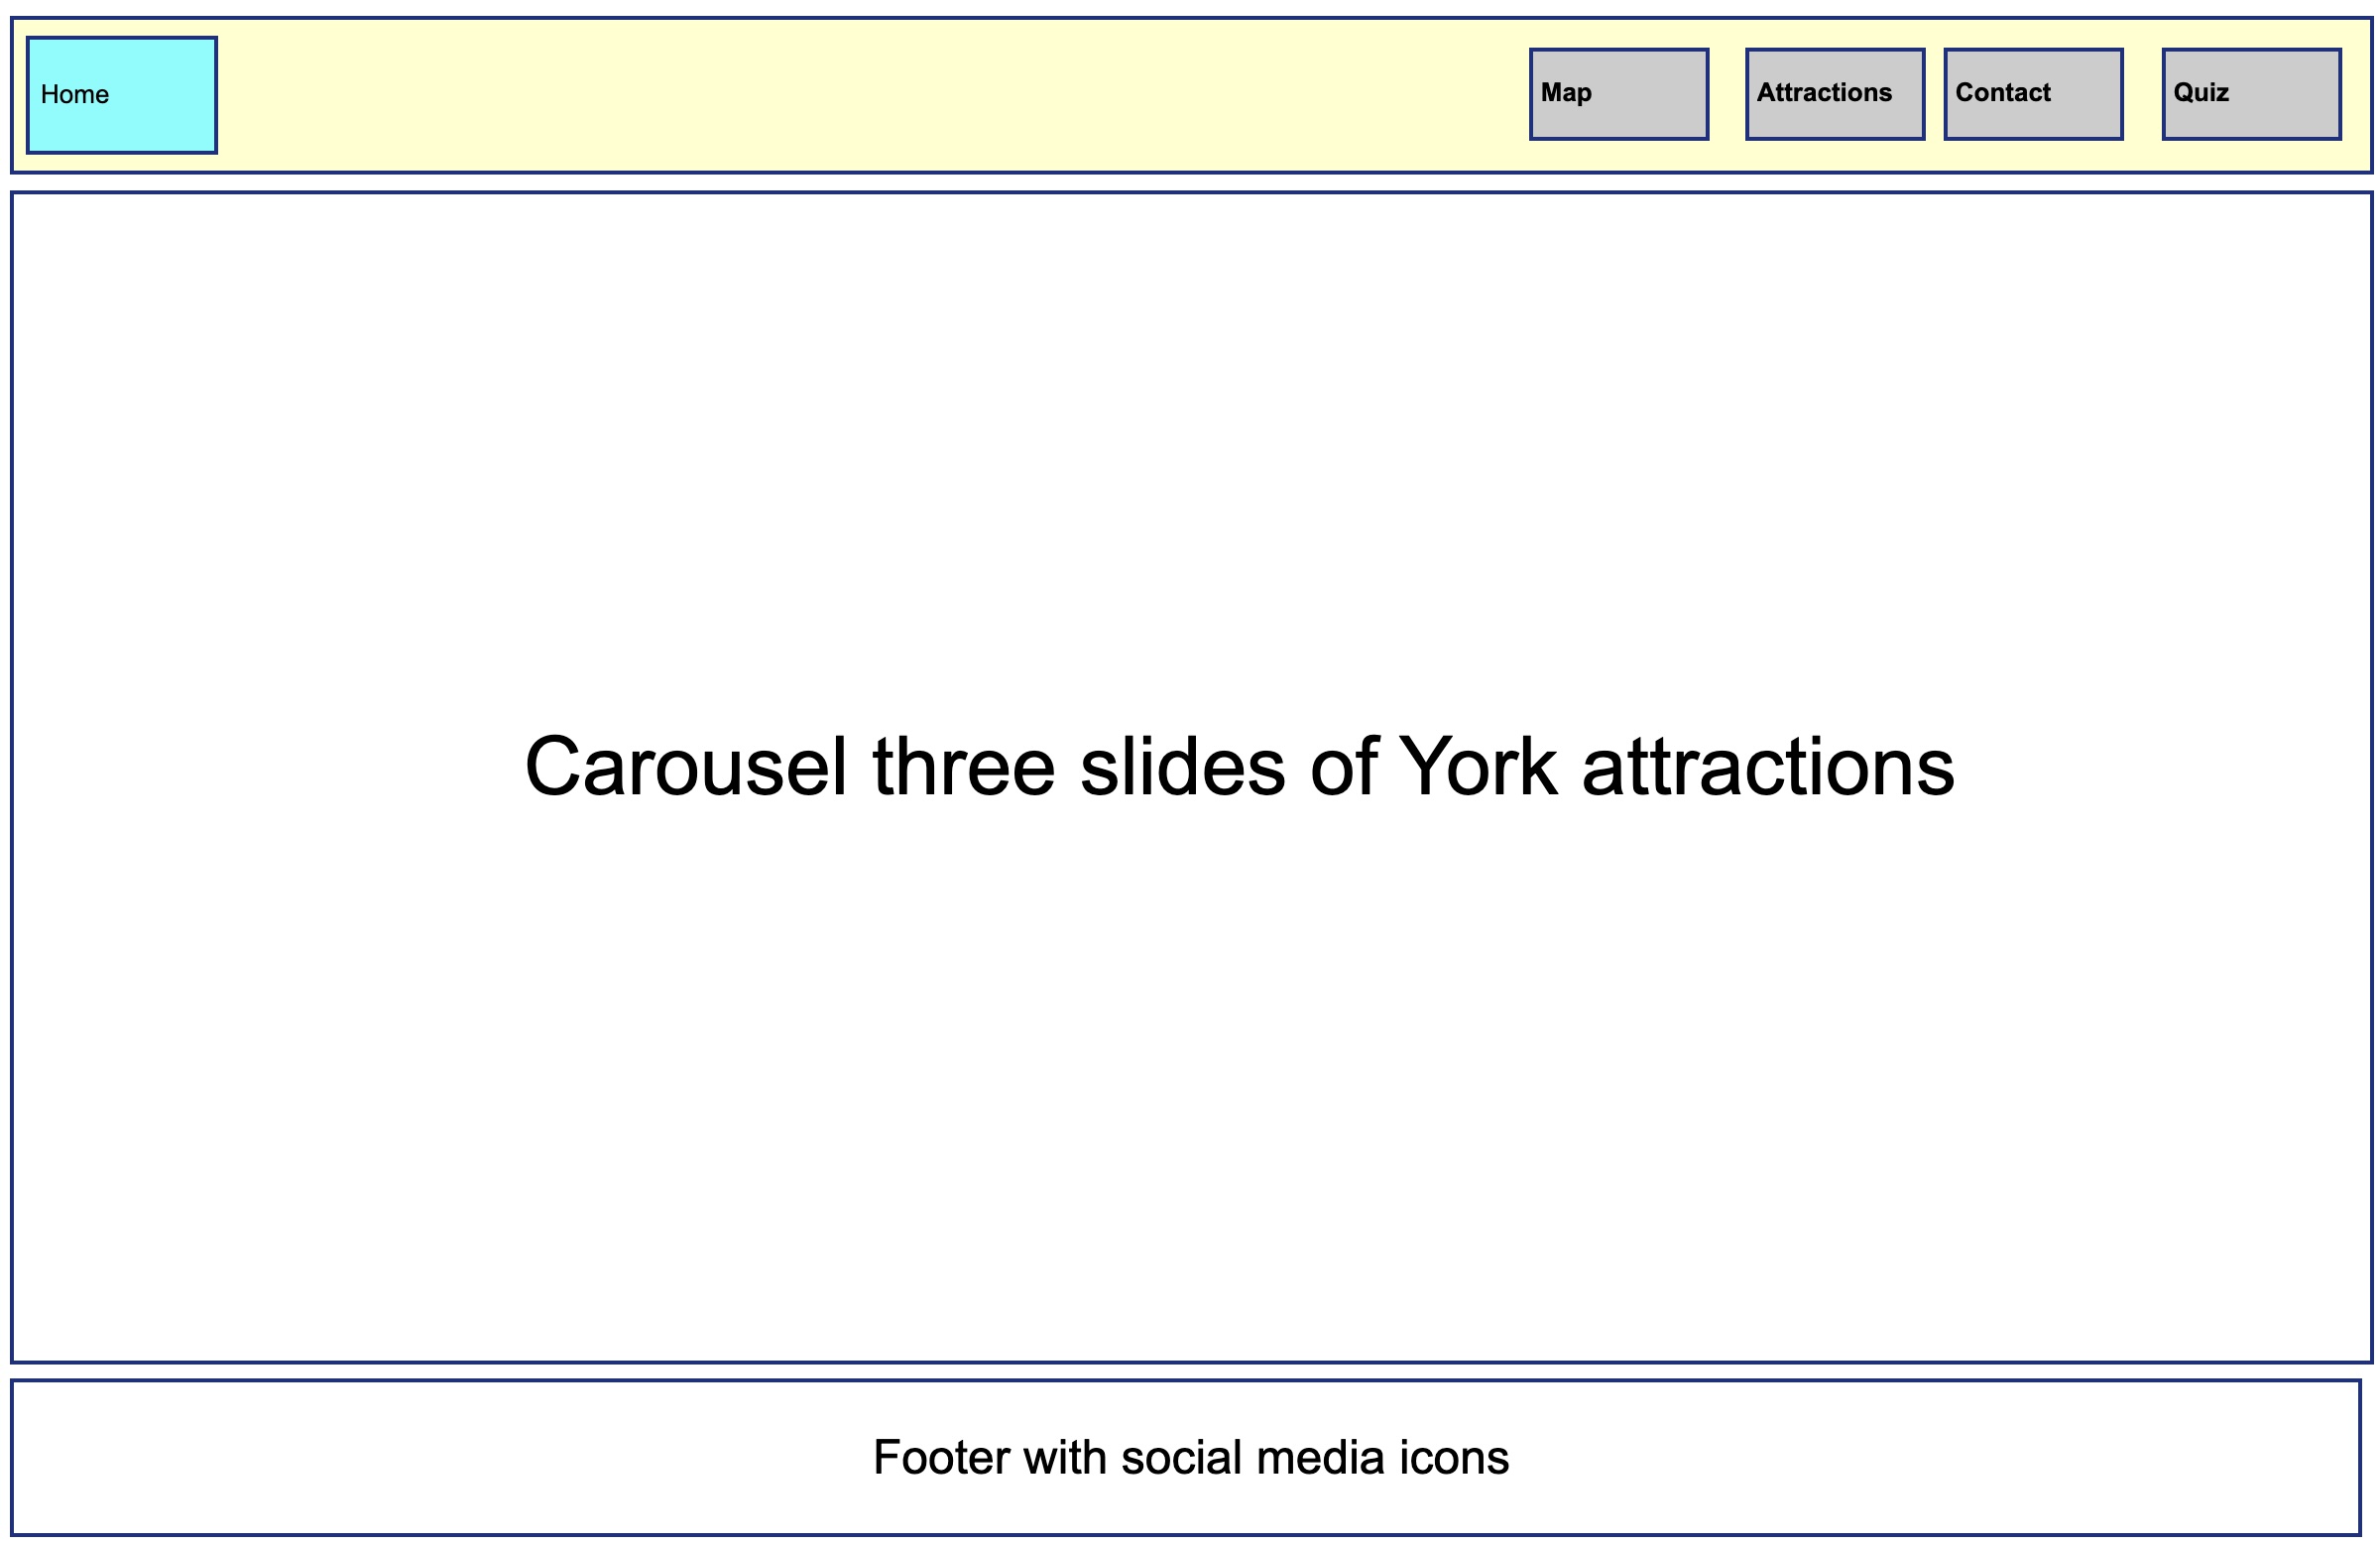 Home
Map
Attractions
Contact
Quiz
Carousel three slides of York attractions
Footer with social media icons